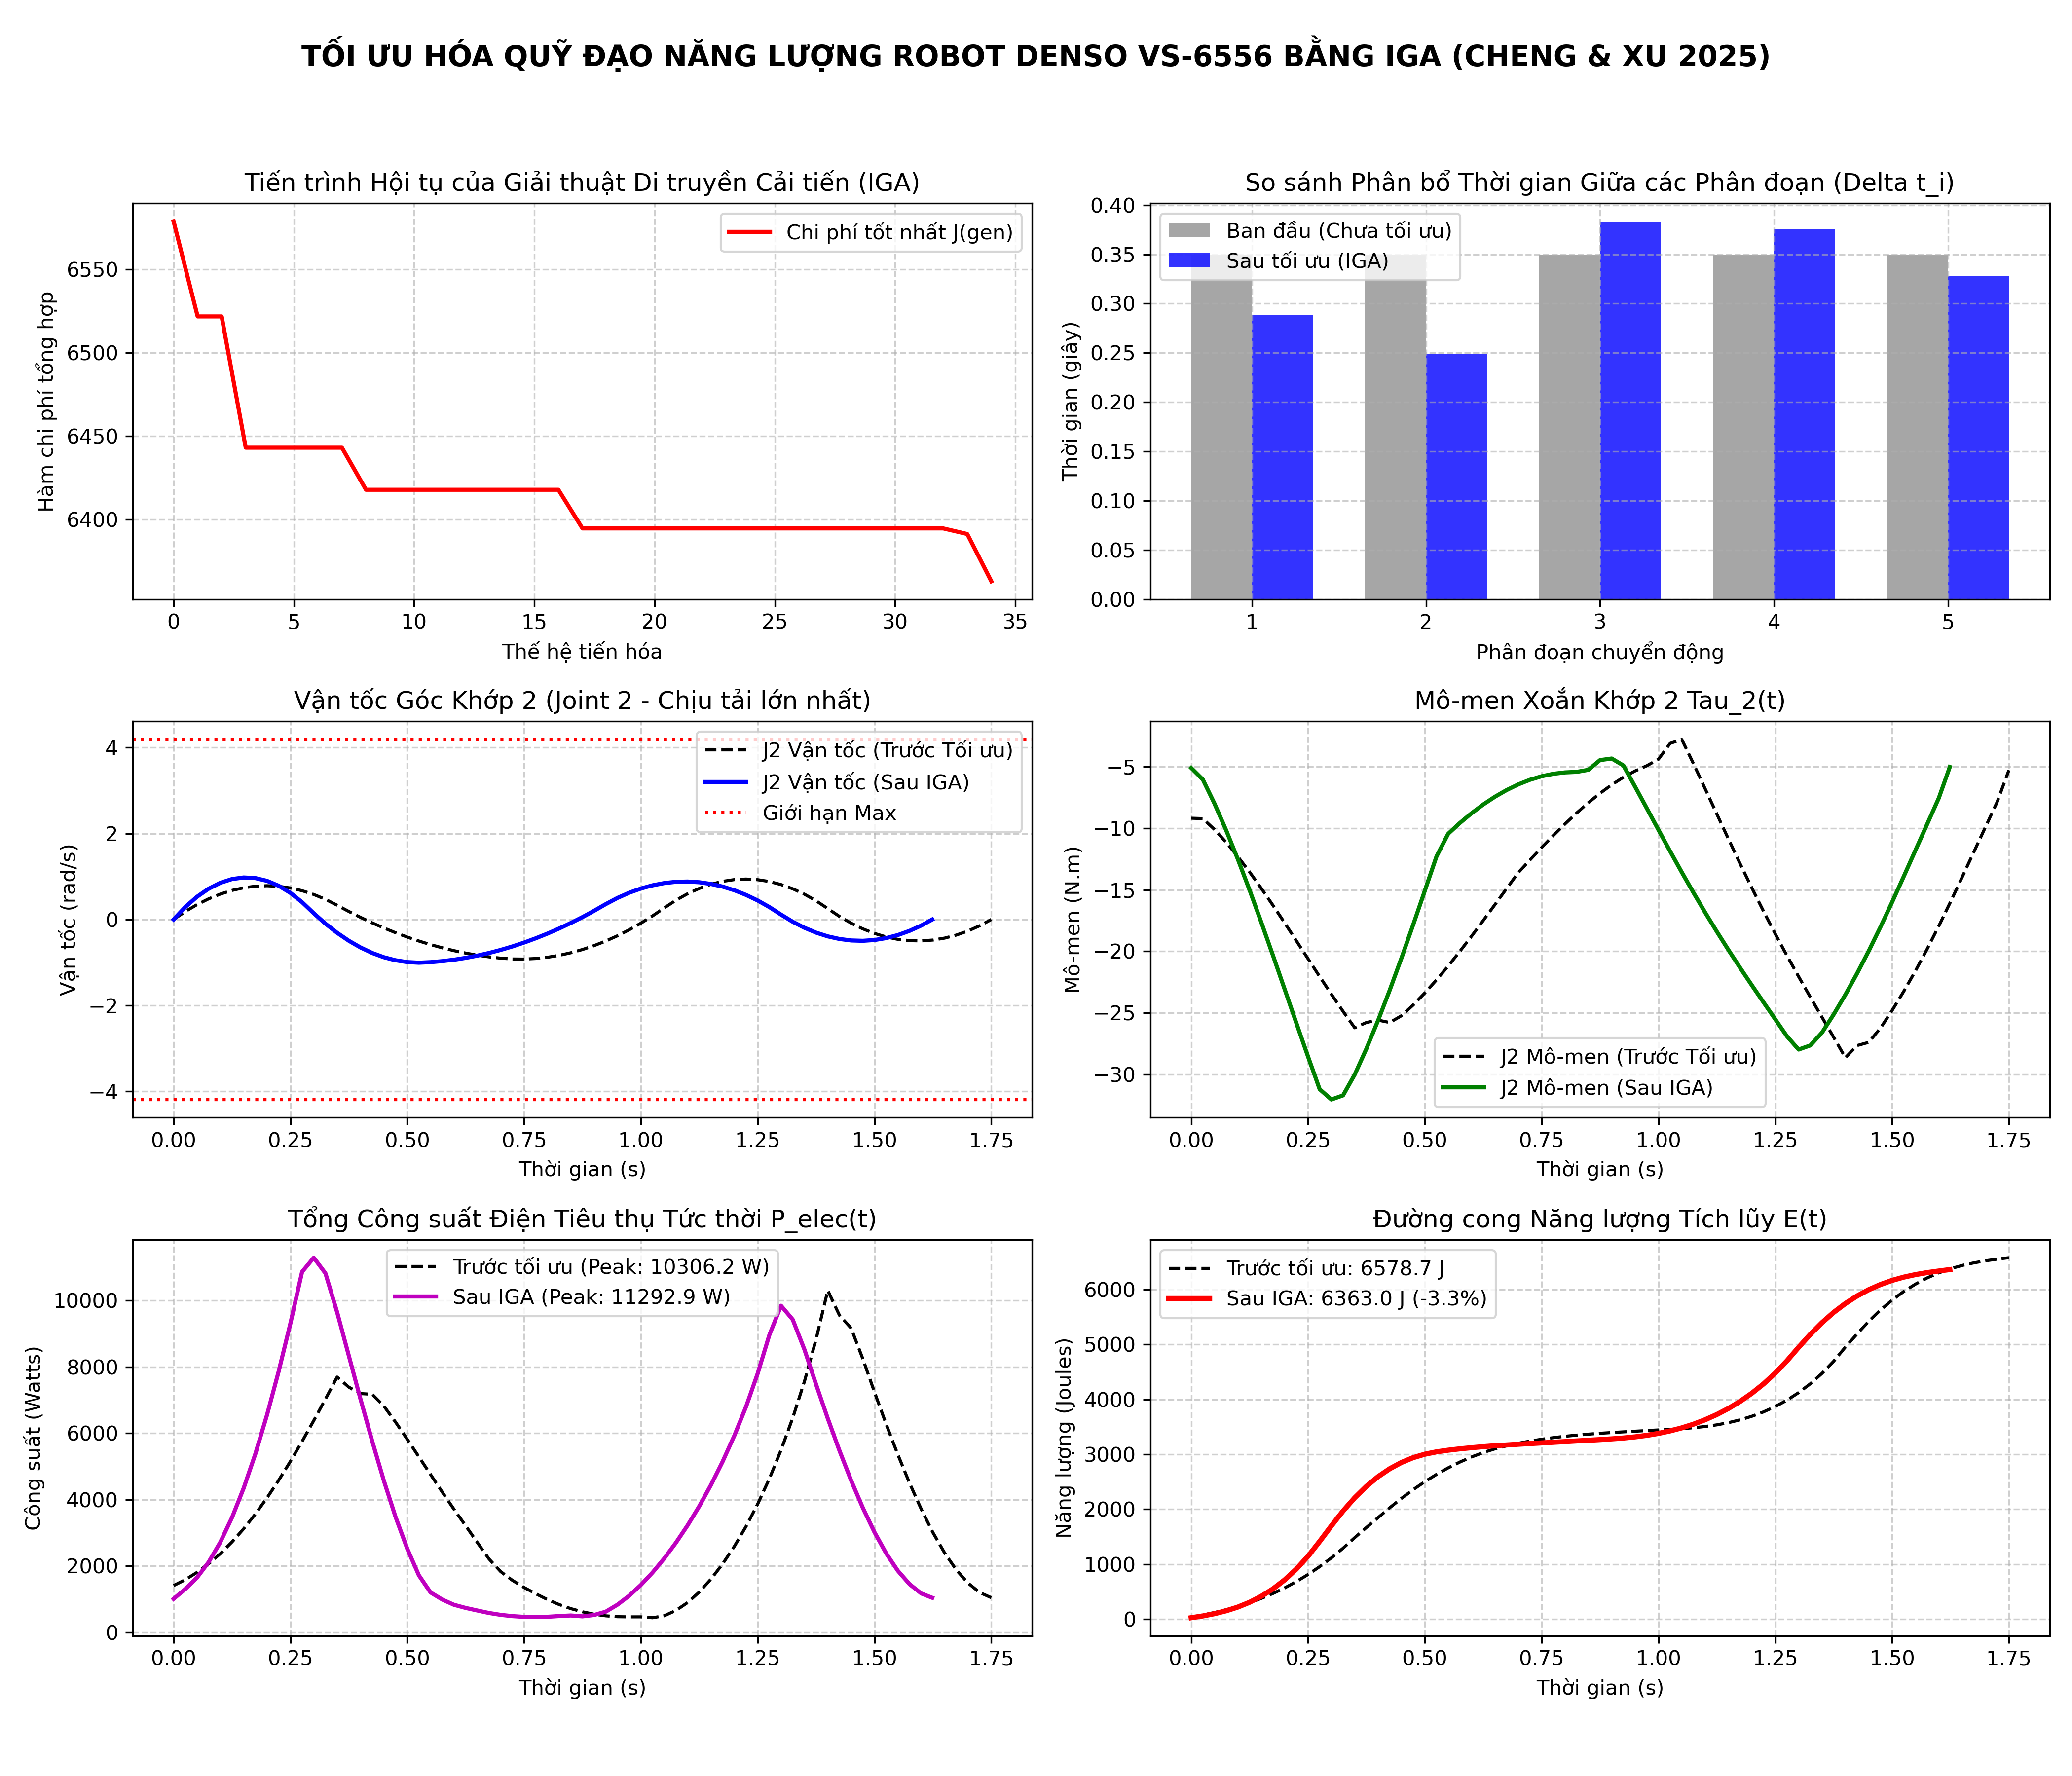 TỐI ƯU HÓA QUỸ ĐẠO NĂNG LƯỢNG ROBOT DENSO VS-6556 BẰNG IGA (CHENG & XU 2025)
Tiến trình Hội tụ của Giải thuật Di truyền Cải tiến (IGA)
Chi phí tốt nhất J(gen)
Hàm chi phí tổng hợp
6550
6500
6450
6400
0 5 10 15 20 25 30 35
Thế hệ tiến hóa
So sánh Phân bổ Thời gian Giữa các Phân đoạn (Delta t_i)
Ban đầu (Chưa tối ưu)
Sau tối ưu (IGA)
Thời gian (giây)
0.40
0.35
0.30
0.25
0.20
0.15
0.10
0.05
0.00
1 2 3 4 5
Phân đoạn chuyển động
Vận tốc Góc Khớp 2 (Joint 2 - Chịu tải lớn nhất)
J2 Vận tốc (Trước Tối ưu)
J2 Vận tốc (Sau IGA)
Giới hạn Max
Vận tốc (rad/s)
4
2
0
−2
−4
0.00 0.25 0.50 0.75 1.00 1.25 1.50 1.75
Thời gian (s)
Mô-men Xoắn Khớp 2 Tau_2(t)
Mô-men (N.m)
−5
−10
−15
−20
−25
−30
J2 Mô-men (Trước Tối ưu)
J2 Mô-men (Sau IGA)
0.00 0.25 0.50 0.75 1.00 1.25 1.50 1.75
Thời gian (s)
Tổng Công suất Điện Tiêu thụ Tức thời P_elec(t)
Trước tối ưu (Peak: 10306.2 W)
Sau IGA (Peak: 11292.9 W)
Công suất (Watts)
10000
8000
6000
4000
2000
0
0.00 0.25 0.50 0.75 1.00 1.25 1.50 1.75
Thời gian (s)
Đường cong Năng lượng Tích lũy E(t)
Trước tối ưu: 6578.7 J
Sau IGA: 6363.0 J (-3.3%)
Năng lượng (Joules)
6000
5000
4000
3000
2000
1000
0
0.00 0.25 0.50 0.75 1.00 1.25 1.50 1.75
Thời gian (s)